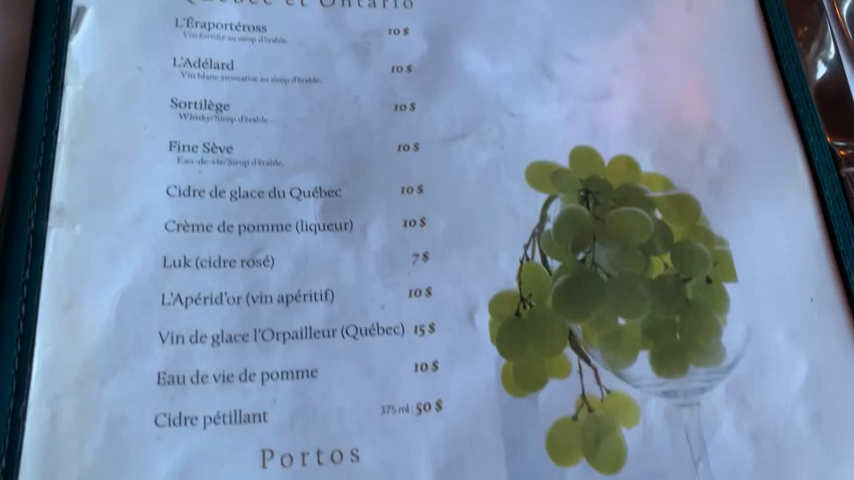 Québec et Ontario
L'Éraportéross 10 $
Vin fortifié au sirop d'érable.
L'Adélard 10 $
Vin blanc aromatisé au sirop d'érable.
Sortilège 10 $
Whisky/Sirop d'érable
Fine Sève 10 $
Eau-de-vie/Sirop d'érable.
Cidre de glace du Québec 10 $
Crème de pomme (liqueur) 10 $
Luk (cidre rosé) 7 $
L'Apérid'or (vin apéritif) 10 $
Vin de glace l'Orpailleur (Québec) 15 $
Eau de vie de pomme 10 $
Cidre pétillant 375 ml : 50 $
Portos